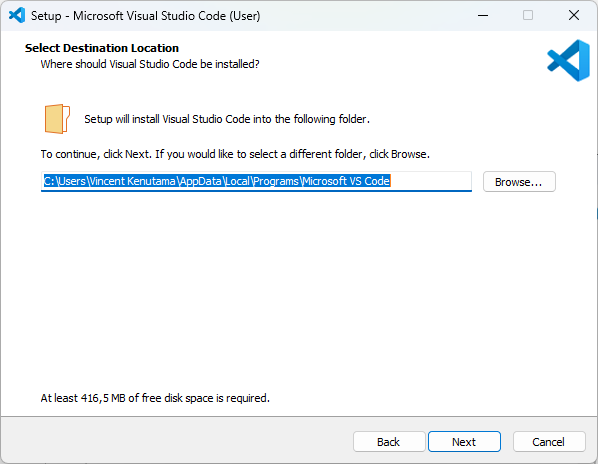 Setup - Microsoft Visual Studio Code (User)
Select Destination Location
Where should Visual Studio Code be installed?
Setup will install Visual Studio Code into the following folder.
To continue, click Next. If you would like to select a different folder, click Browse.
C:\Users\Vincent Kenutama\AppData\Local\Programs\Microsoft VS Code
Browse...
At least 416,5 MB of free disk space is required.
Back
Next
Cancel